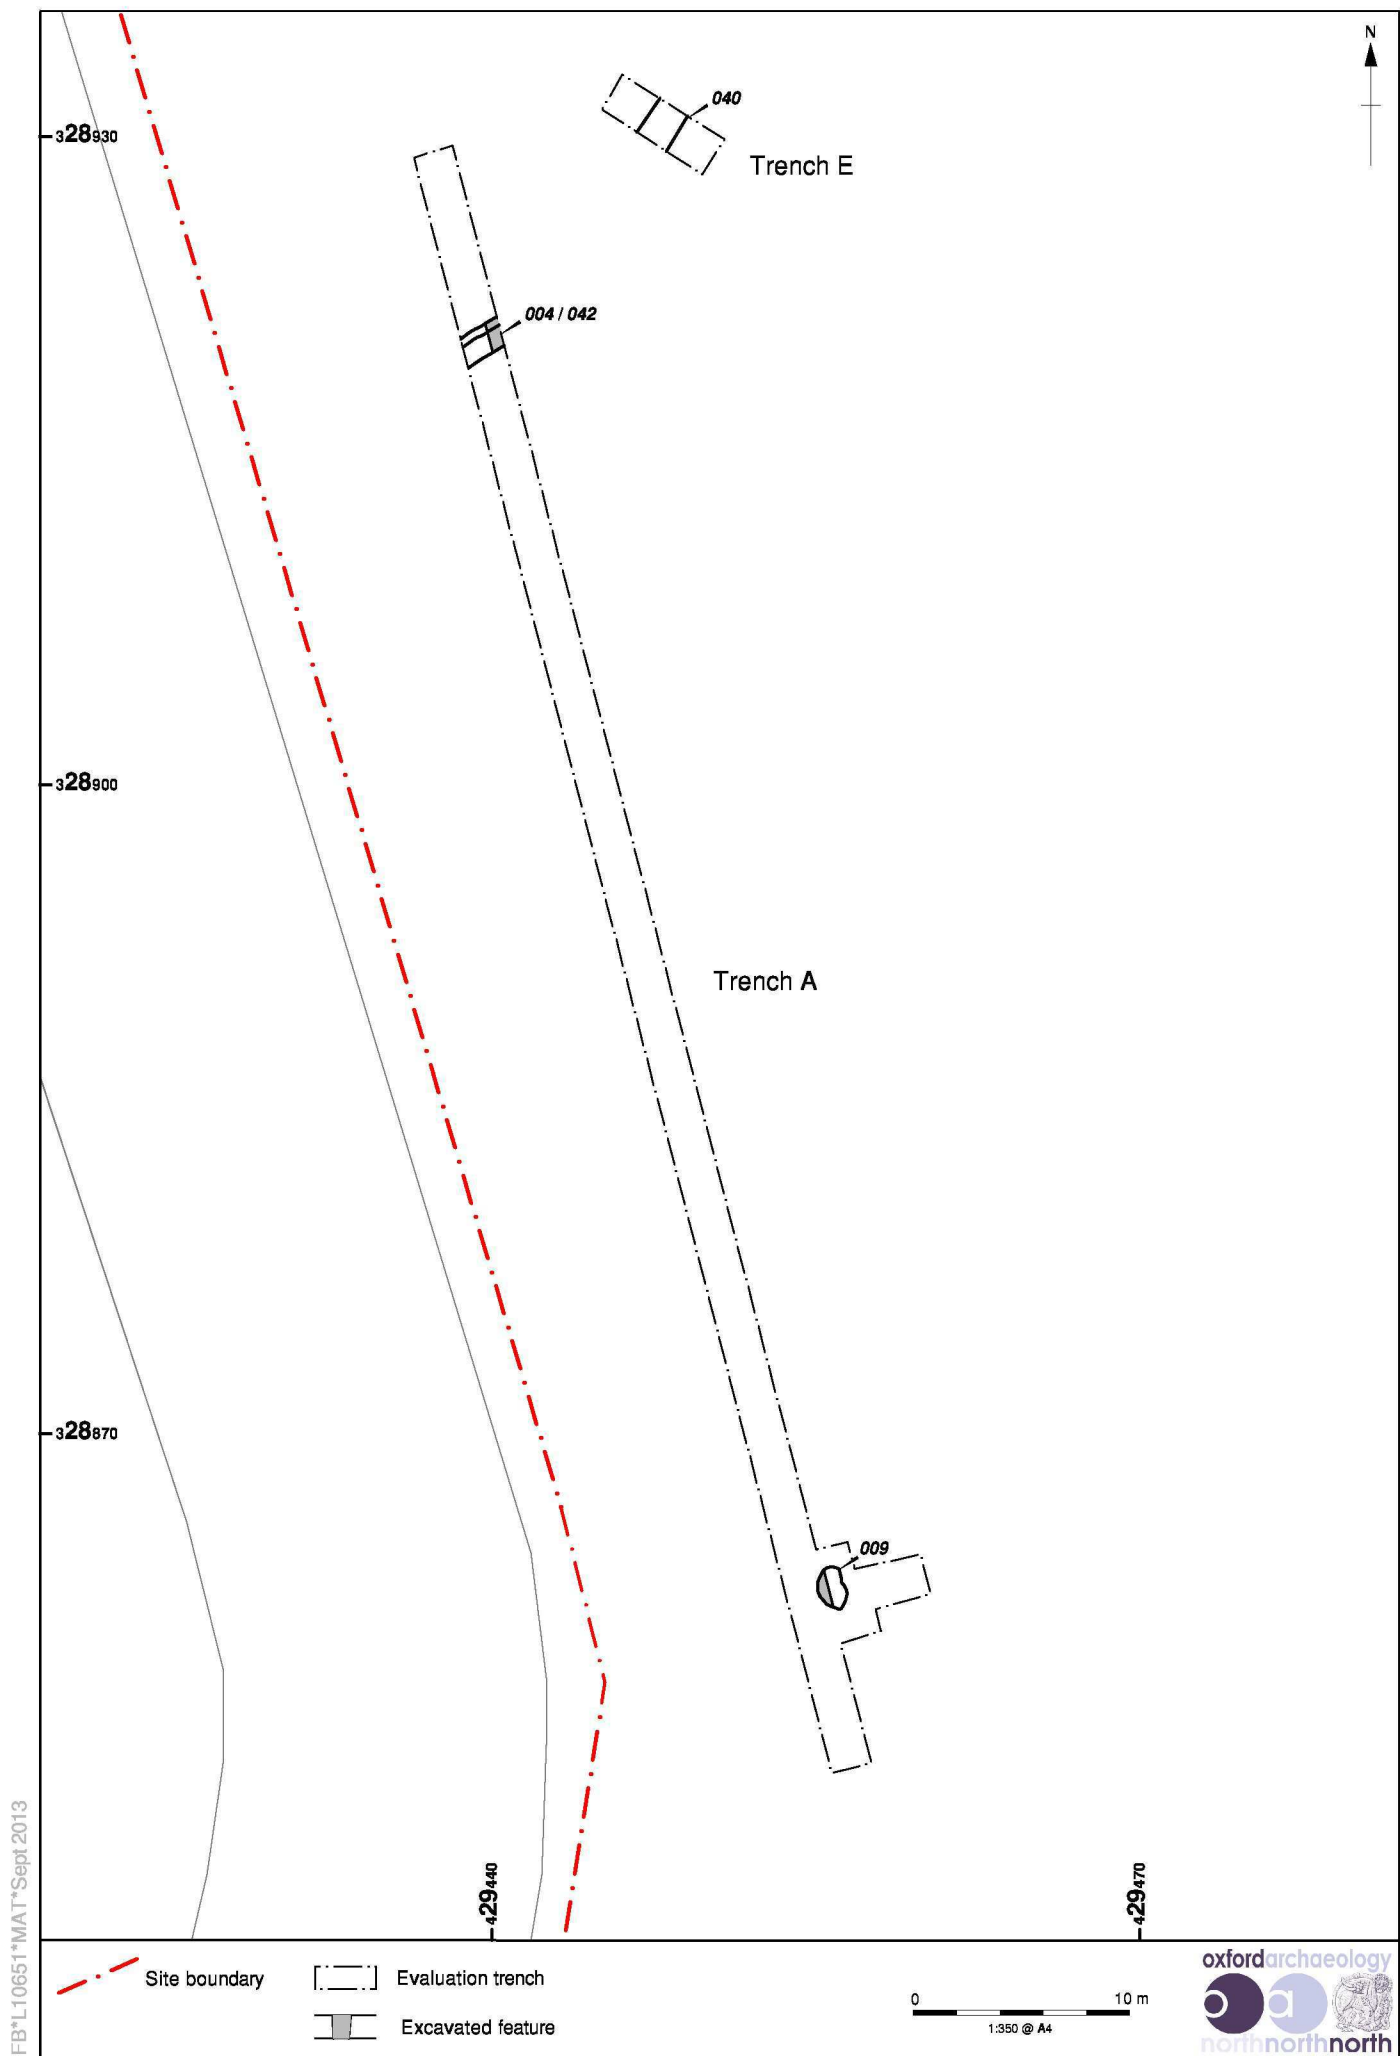 N
040
328930
Trench E
004 / 042
328900
Trench A
328870
009
429440
429470
FB*L10651*MAT*Sept 2013
Site boundary
Evaluation trench
Excavated feature
0 10 m
1:350 @ A4
oxfordarchaeology
o a
northnorthnorth